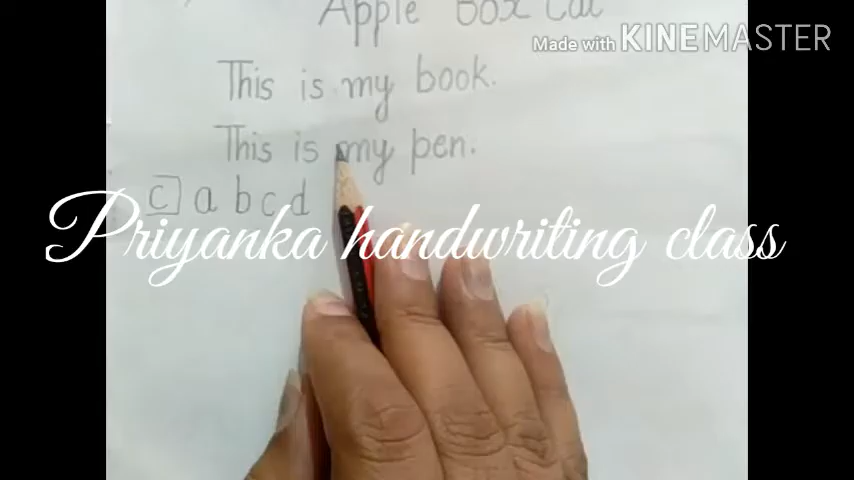 Apple Box Cat
Made with KINEMASTER
This is my book.
This is my pen.
C a b c d
Priyanka handwriting class